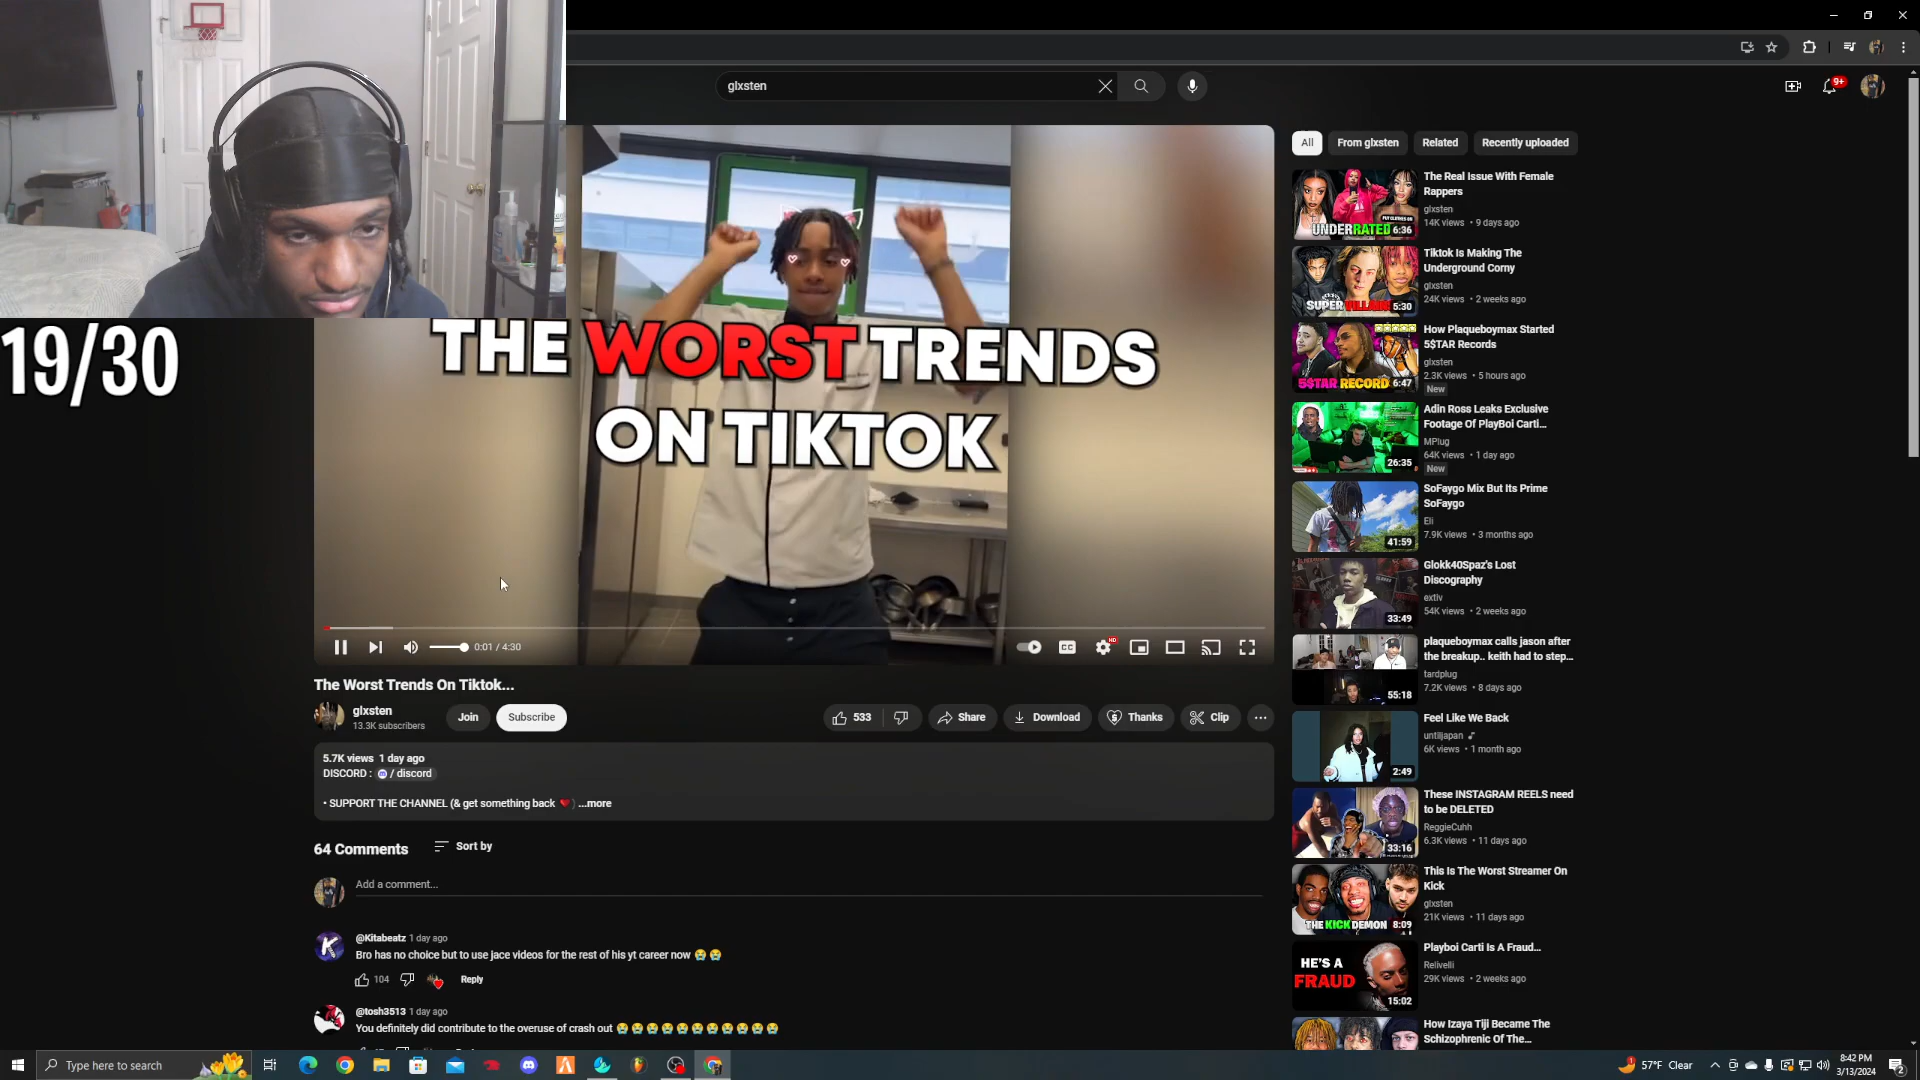 glxsten
9+
19/30
THE WORST TRENDS
ON TIKTOK
0:01 / 4:30
CC
HD
The Worst Trends On Tiktok...
glxsten
13.3K subscribers
Join
Subscribe
533
Share
Download
Thanks
Clip
5.7K views 1 day ago
DISCORD : / discord
• SUPPORT THE CHANNEL (& get something back ❤️) ...more
64 Comments
Sort by
Add a comment...
@Kitabeatz 1 day ago
Bro has no choice but to use jace videos for the rest of his yt career now 😭 😭
104
Reply
@tosh3513 1 day ago
You definitely did contribute to the overuse of crash out 😭 😭 😭 😭 😭 😭 😭 😭 😭 😭 😭
All
From glxsten
Related
Recently uploaded
PUT CLOTHES ON
UNDERRATED 6:36
The Real Issue With Female
Rappers
glxsten
14K views • 9 days ago
SUPER VILLAIN 5:30
Tiktok Is Making The
Underground Corny
glxsten
24K views • 2 weeks ago
5$TAR RECORD 6:47
How Plaqueboymax Started
5$TAR Records
glxsten
2.3K views • 5 hours ago
New
26:35
Adin Ross Leaks Exclusive
Footage Of PlayBoi Carti...
MPlug
64K views • 1 day ago
New
41:59
SoFaygo Mix But Its Prime
SoFaygo
Eli
7.9K views • 3 months ago
33:49
Glokk40Spaz's Lost
Discography
extiv
54K views • 2 weeks ago
55:18
plaqueboymax calls jason after
the breakup.. keith had to step...
tardplug
7.2K views • 8 days ago
2:49
Feel Like We Back
untiljapan
6K views • 1 month ago
33:16
These INSTAGRAM REELS need
to be DELETED
ReggieCuhh
6.3K views • 11 days ago
THE KICK DEMON 8:09
This Is The Worst Streamer On
Kick
glxsten
21K views • 11 days ago
HE'S A
FRAUD
15:02
Playboi Carti Is A Fraud...
Relivelli
29K views • 2 weeks ago
How Izaya Tiji Became The
Schizophrenic Of The...
Type here to search
57°F Clear
8:42 PM
3/13/2024
2